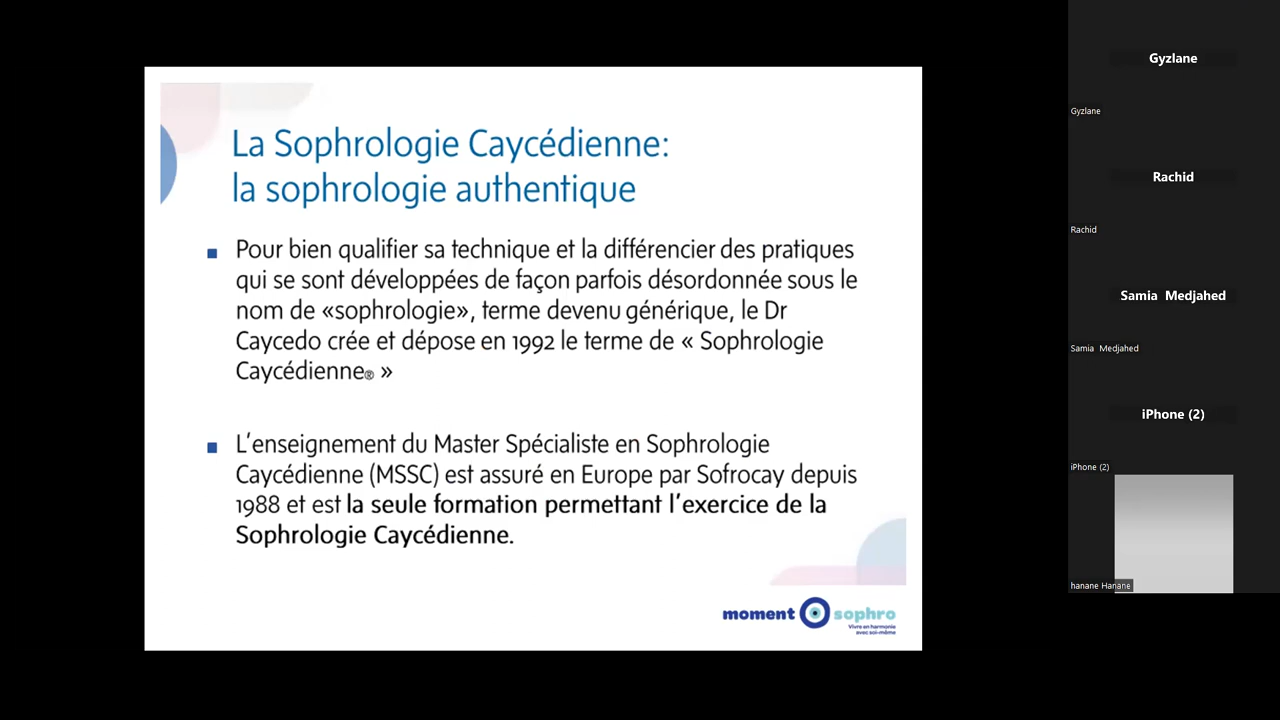 La Sophrologie Caycédienne:
la sophrologie authentique
Pour bien qualifier sa technique et la différencier des pratiques
qui se sont développées de façon parfois désordonnée sous le
nom de «sophrologie», terme devenu générique, le Dr
Caycedo crée et dépose en 1992 le terme de « Sophrologie
Caycédienne® »
L'enseignement du Master Spécialiste en Sophrologie
Caycédienne (MSSC) est assuré en Europe par Sofrocay depuis
1988 et est la seule formation permettant l'exercice de la
Sophrologie Caycédienne.
moment sophro
Vivre en harmonie
avec soi-même
Gyzlane
Gyzlane
Rachid
Rachid
Samia Medjahed
Samia Medjahed
iPhone (2)
iPhone (2)
hanane Hanane